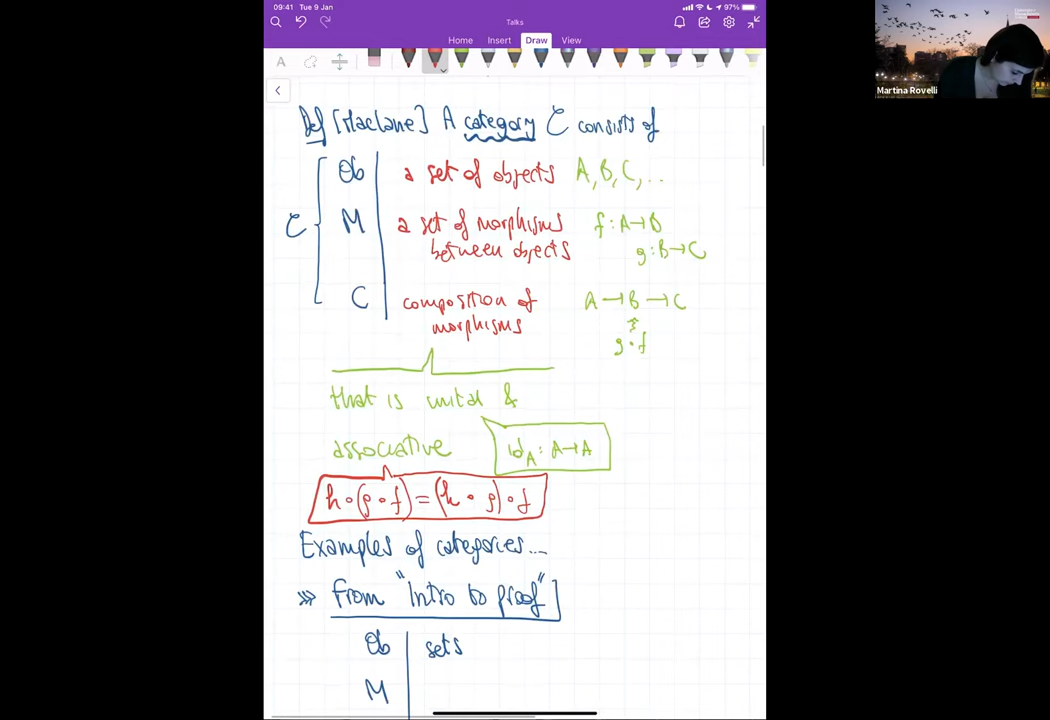 09:41 Tue 9 Jan
97%
Talks
Home Insert Draw View
Martina Rovelli
Def [MacLane] A category C consists of
Ob a set of objects A, B, C, ...
C
M a set of morphisms between objects f : A → B
g : B → C
C composition of morphisms A → B → C
g ∘ f
that is unital &
associative
id_A : A → A
h ∘ (g ∘ f) = (h ∘ g) ∘ f
Examples of categories...
>>> From "Intro to proof"]
Ob sets
M